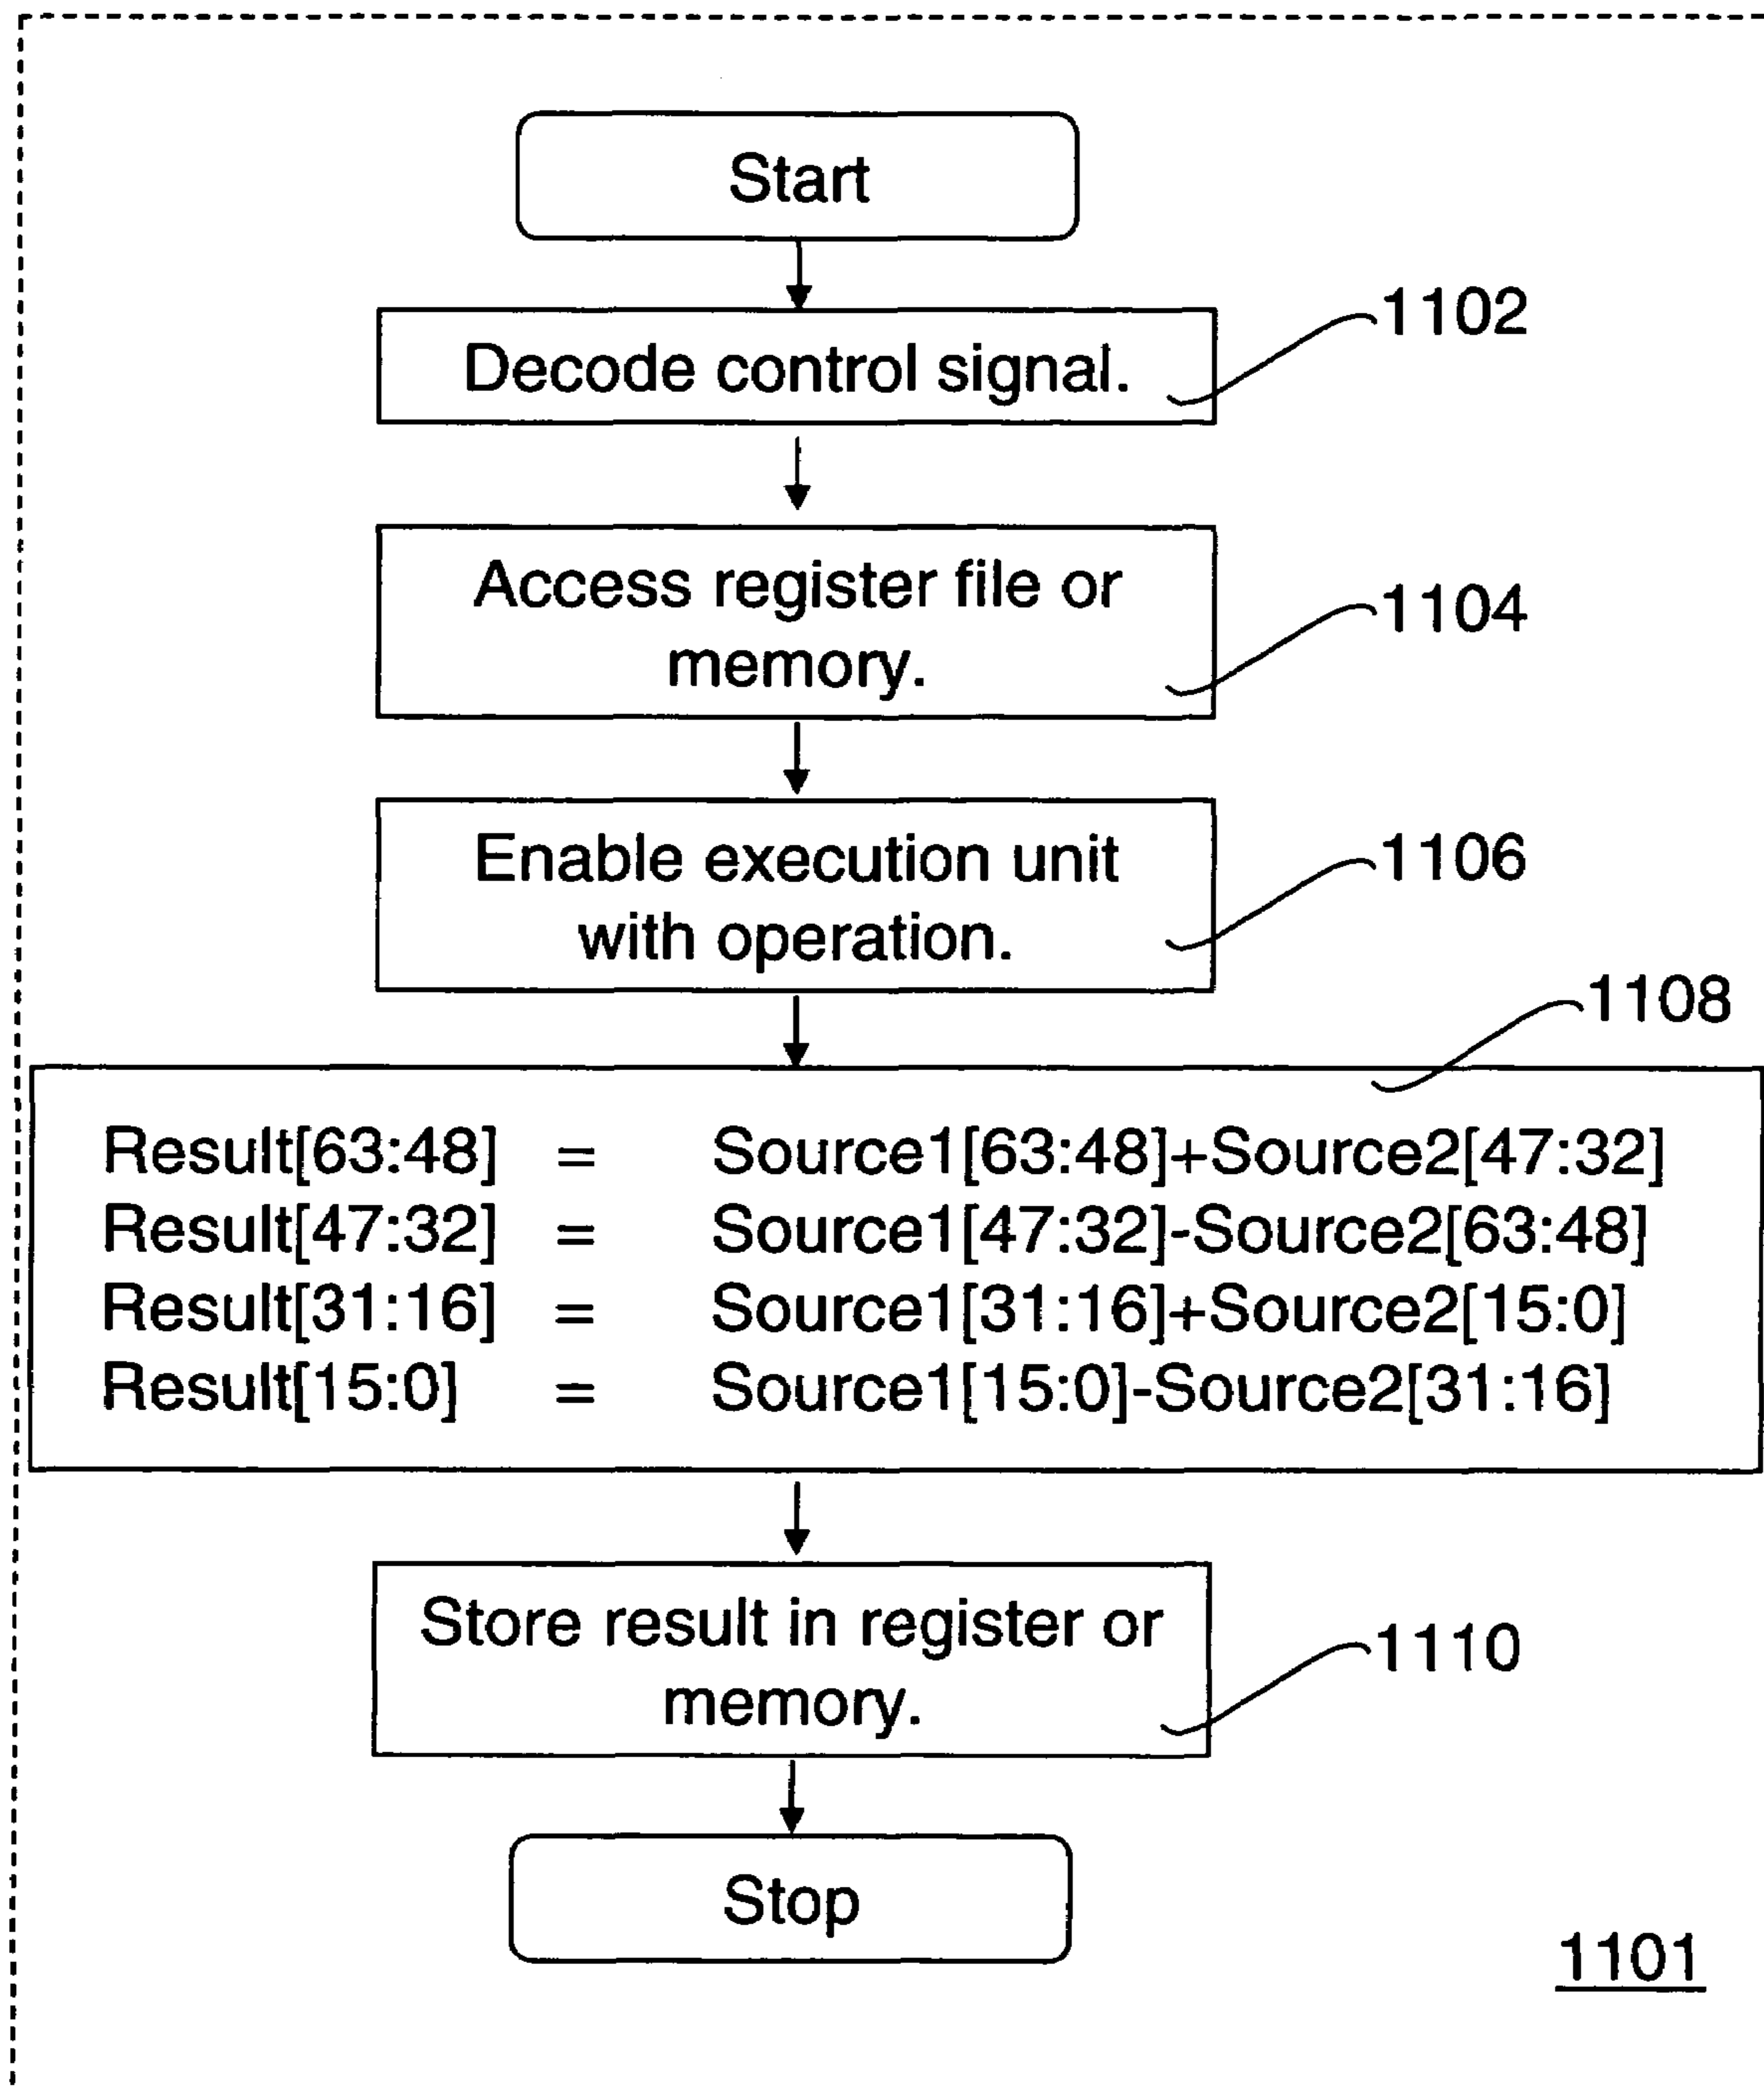 Start
1102
Decode control signal.
Access register file or
memory.
1104
Enable execution unit
with operation.
1106
1108
Result[63:48] = Source1[63:48]+Source2[47:32]
Result[47:32] = Source1[47:32]-Source2[63:48]
Result[31:16] = Source1[31:16]+Source2[15:0]
Result[15:0] = Source1[15:0]-Source2[31:16]
Store result in register or
memory.
1110
Stop
1101